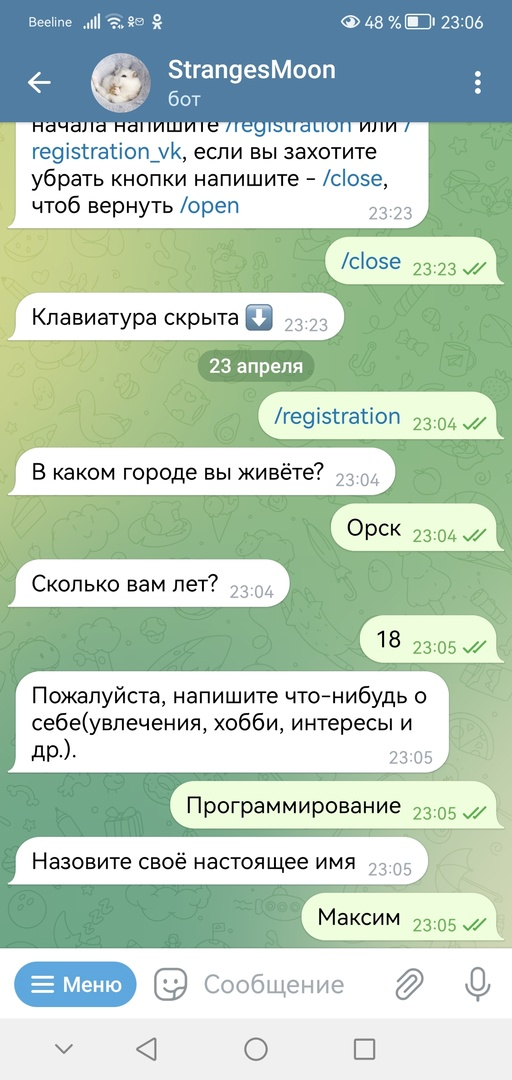 Beeline 48 % 23:06
StrangesMoon
бот
начала напишите /registration или /
registration_vk, если вы захотите
убрать кнопки напишите - /close,
чтоб вернуть /open 23:23
/close 23:23
Клавиатура скрыта ⬇️ 23:23
23 апреля
/registration 23:04
В каком городе вы живёте? 23:04
Орск 23:04
Сколько вам лет? 23:04
18 23:05
Пожалуйста, напишите что-нибудь о
себе(увлечения, хобби, интересы и
др.). 23:05
Программирование 23:05
Назовите своё настоящее имя 23:05
Максим 23:05
Меню Сообщение